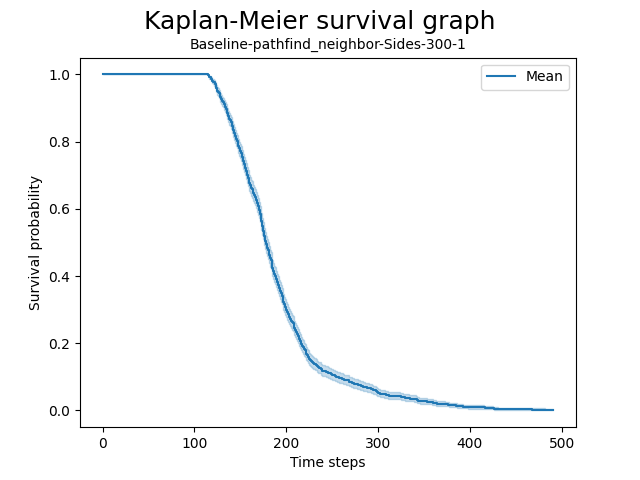 Kaplan-Meier survival graph
Baseline-pathfind_neighbor-Sides-300-1
Mean
Survival probability
1.0
0.8
0.6
0.4
0.2
0.0
0 100 200 300 400 500
Time steps